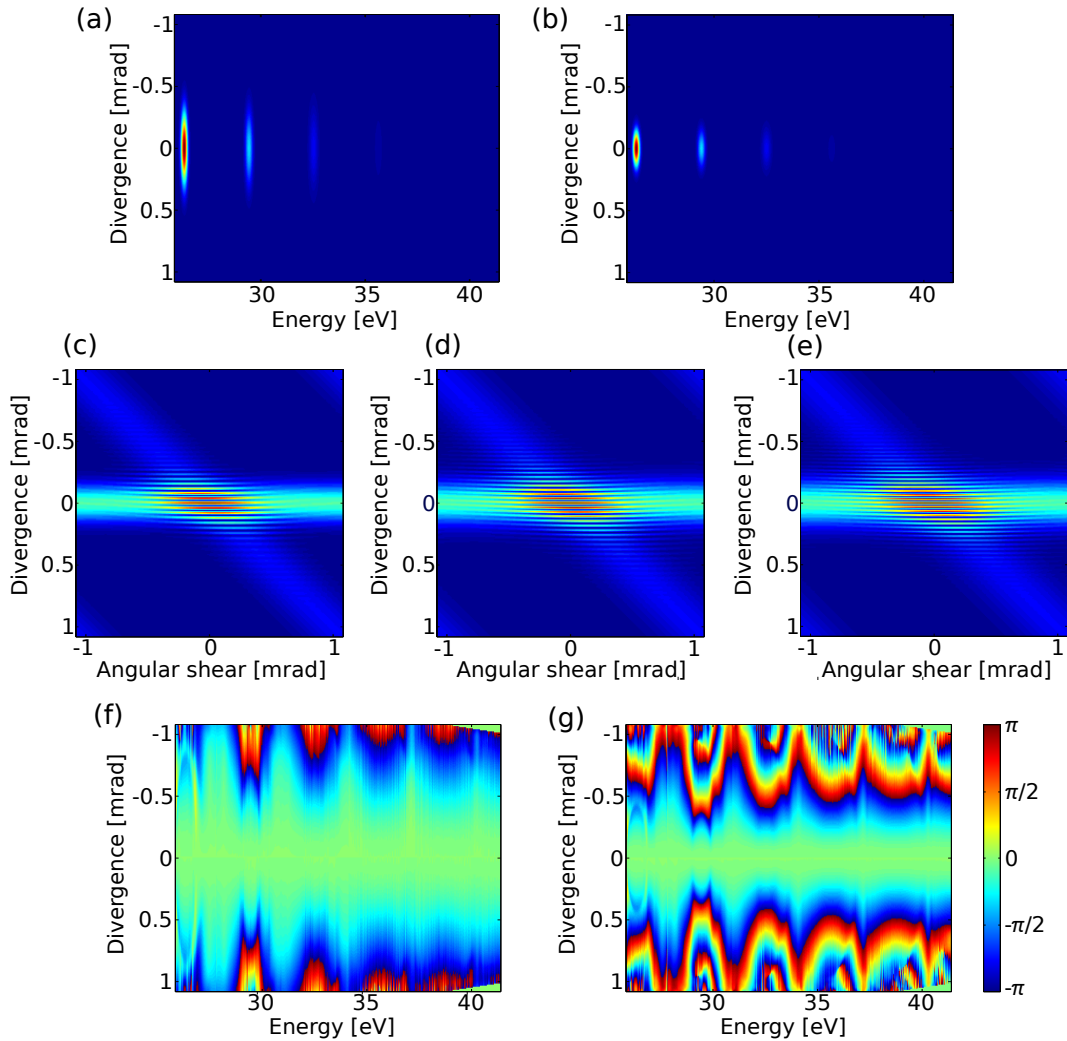 (a)
(b)
-1
-0.5
0
0.5
1
Divergence [mrad]
30
35
40
Energy [eV]
-1
-0.5
0
0.5
1
Divergence [mrad]
30
35
40
Energy [eV]
(c)
(d)
(e)
-1
-0.5
0
0.5
1
Divergence [mrad]
-1
0
1
Angular shear [mrad]
-1
-0.5
0
0.5
1
Divergence [mrad]
-1
0
1
Angular shear [mrad]
-1
-0.5
0
0.5
1
Divergence [mrad]
-1
0
1
Angular shear [mrad]
(f)
(g)
-1
-0.5
0
0.5
1
Divergence [mrad]
30
35
40
Energy [eV]
-1
-0.5
0
0.5
1
Divergence [mrad]
30
35
40
Energy [eV]
π
π/2
0
-π/2
-π